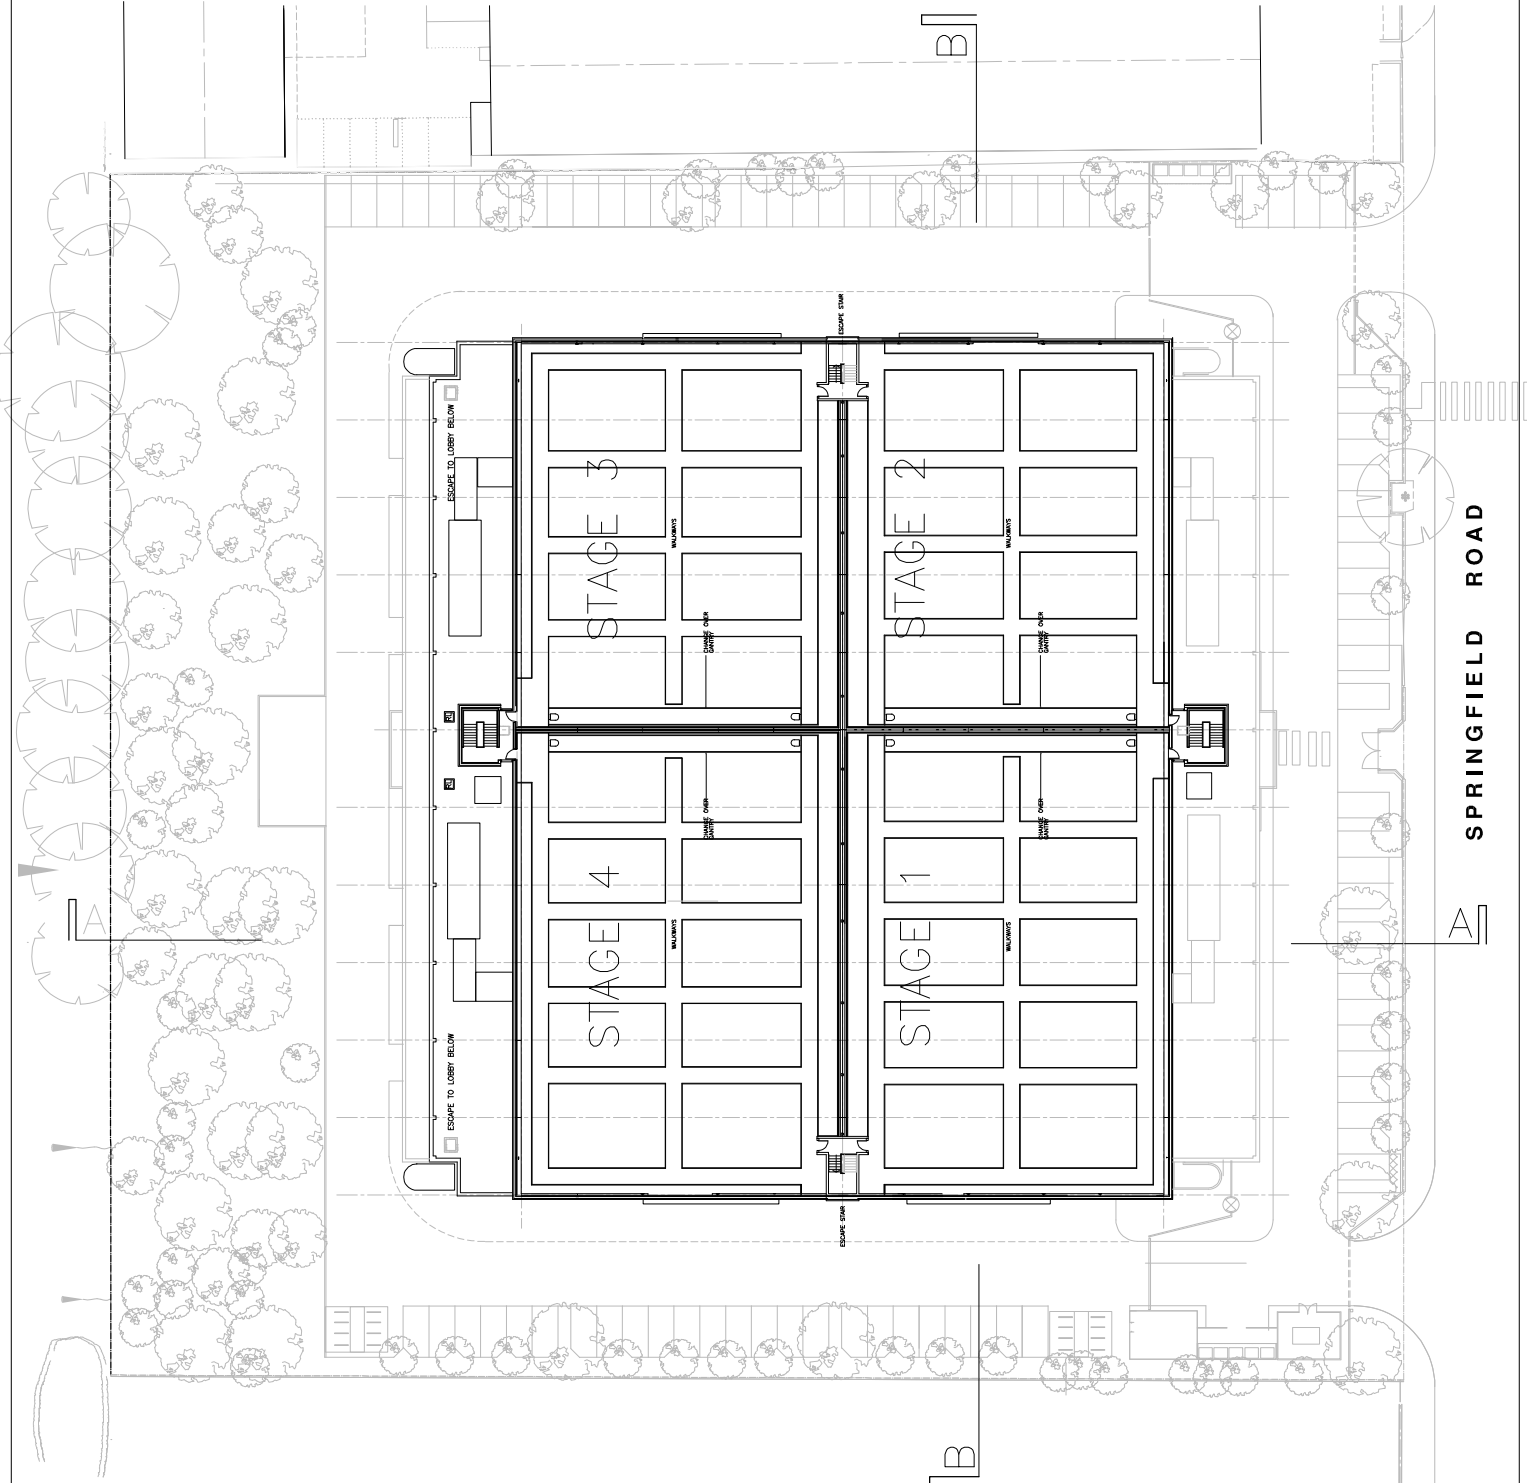 B
ESCAPE STAIR
ESCAPE TO LOBBY BELOW
STAGE 3
STAGE 2
WALKWAYS
WALKWAYS
SPRINGFIELD ROAD
CHANGE OVER
GANTRY
CHANGE OVER
GANTRY
CHANGE OVER
GANTRY
CHANGE OVER
GANTRY
STAGE 4
STAGE 1
A
A
WALKWAYS
WALKWAYS
ESCAPE TO LOBBY BELOW
ESCAPE STAIR
B